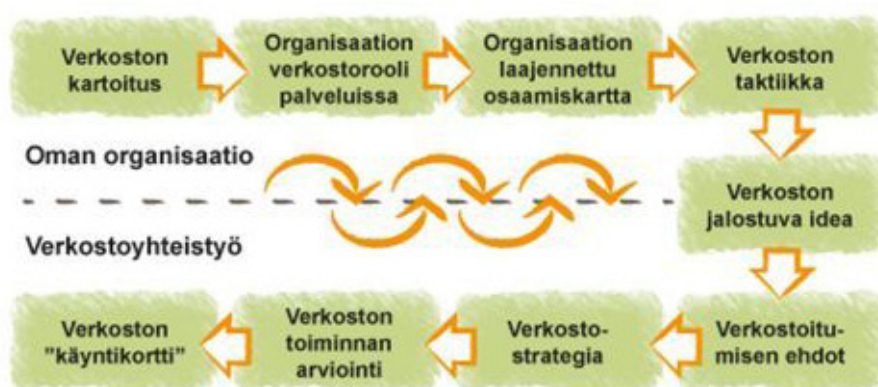 Verkoston
kartoitus
Organisaation
verkostorooli
palveluissa
Organisaation
laajennettu
osaamiskartta
Verkoston
taktiikka
Oman organisaatio
Verkoston
jalostuva idea
Verkostoyhteistyö
Verkoston
"käyntikortti"
Verkoston
toiminnan
arviointi
Verkosto-
strategia
Verkostoitu-
misen ehdot